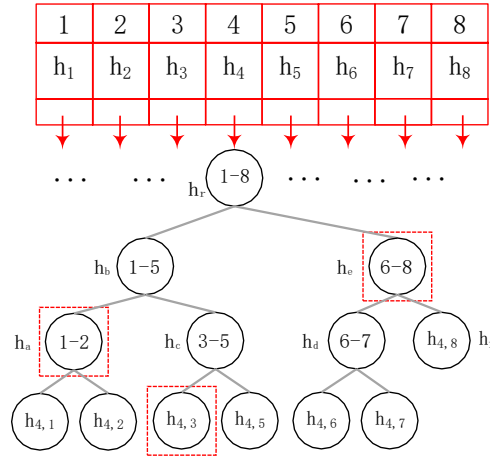 1 2 3 4 5 6 7 8
h1 h2 h3 h4 h5 h6 h7 h8
... ... 1-8 ... ... ...
hr
hb 1-5 he 6-8
ha 1-2 hc 3-5 hd 6-7 h4,8 h
h4,1 h4,2 h4,3 h4,5 h4,6 h4,7